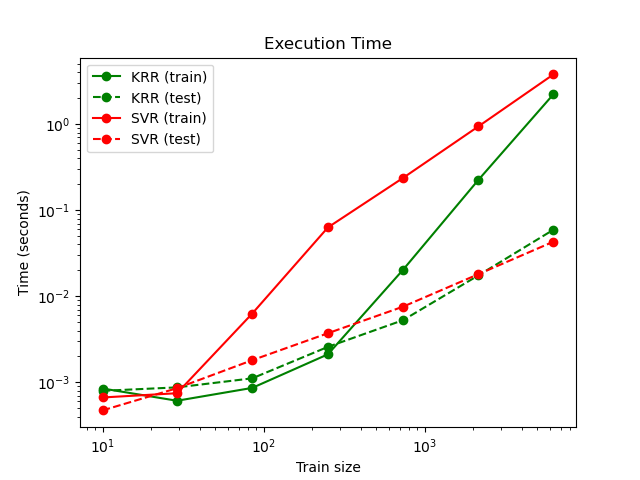 Execution Time
KRR (train)
KRR (test)
SVR (train)
SVR (test)
Time (seconds)
10⁰
10⁻¹
10⁻²
10⁻³
10¹
10²
10³
Train size